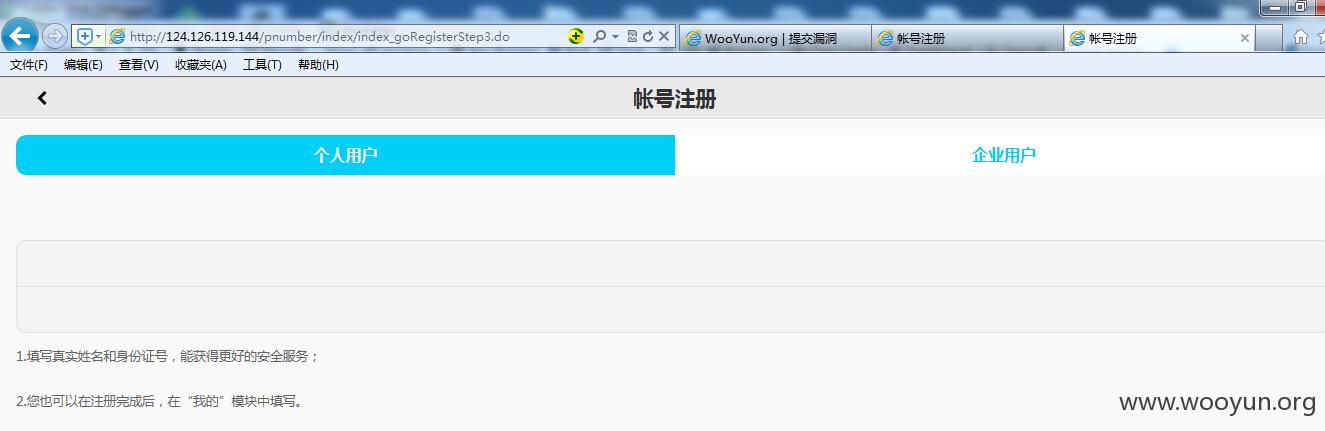 http://124.126.119.144/pnumber/index/index_goRegisterStep3.do
WooYun.org | 提交漏洞
帐号注册
帐号注册
文件(F) 编辑(E) 查看(V) 收藏夹(A) 工具(T) 帮助(H)
帐号注册
个人用户 企业用户
1.填写真实姓名和身份证号，能获得更好的安全服务；
2.您也可以在注册完成后，在“我的”模块中填写。
www.wooyun.org